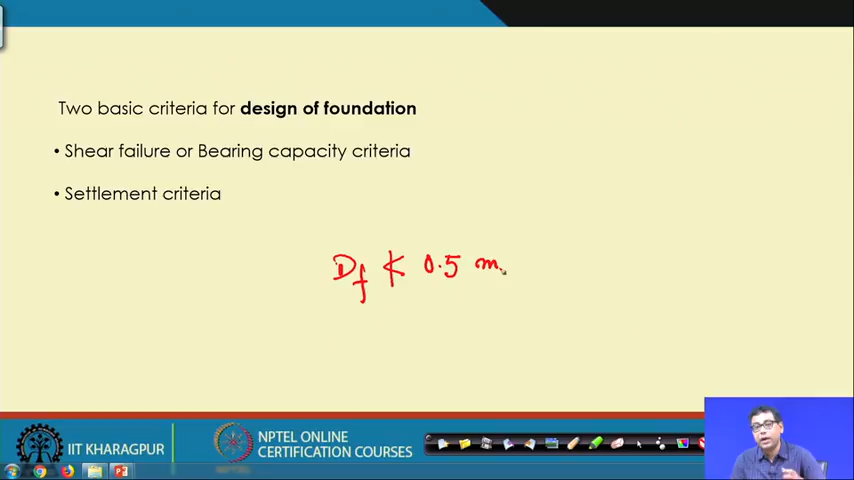 Two basic criteria for design of foundation
• Shear failure or Bearing capacity criteria
• Settlement criteria
Df ≮ 0.5 m.
IIT KHARAGPUR
NPTEL ONLINE
CERTIFICATION COURSES